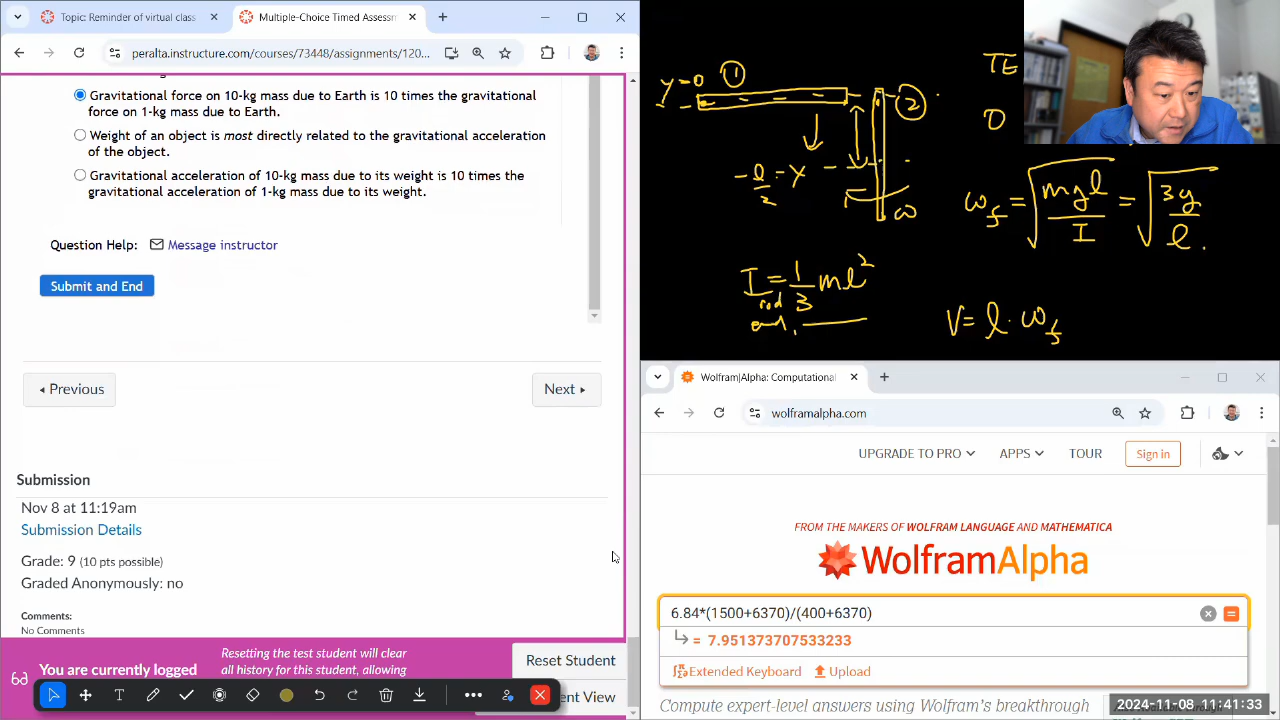 Topic: Reminder of virtual class
Multiple-Choice Timed Assessm
peralta.instructure.com/courses/73448/assignments/120...
Gravitational force on 10-kg mass due to Earth is 10 times the gravitational
force on 1-kg mass due to Earth.
Weight of an object is most directly related to the gravitational acceleration
of the object.
Gravitational acceleration of 10-kg mass due to its weight is 10 times the
gravitational acceleration of 1-kg mass due to its weight.
Question Help: Message instructor
Submit and End
Previous
Next
Submission
Nov 8 at 11:19am
Submission Details
Grade: 9 (10 pts possible)
Graded Anonymously: no
Comments:
No Comments
You are currently logged
Resetting the test student will clear
all history for this student, allowing
Reset Student
ent View
y=0 ①
②
TE
0
-l/2 = y
ω
ω_f = √(mgl/I) = √(3g/l).
I = 1/3 ml²
rod
end.
v = l · ω_f
Wolfram|Alpha: Computational
wolframalpha.com
UPGRADE TO PRO APPS TOUR Sign in
FROM THE MAKERS OF WOLFRAM LANGUAGE AND MATHEMATICA
WolframAlpha
6.84*(1500+6370)/(400+6370)
= 7.951373707533233
Extended Keyboard Upload
Compute expert-level answers using Wolfram's breakthrough
2024-11-08 11:41:33